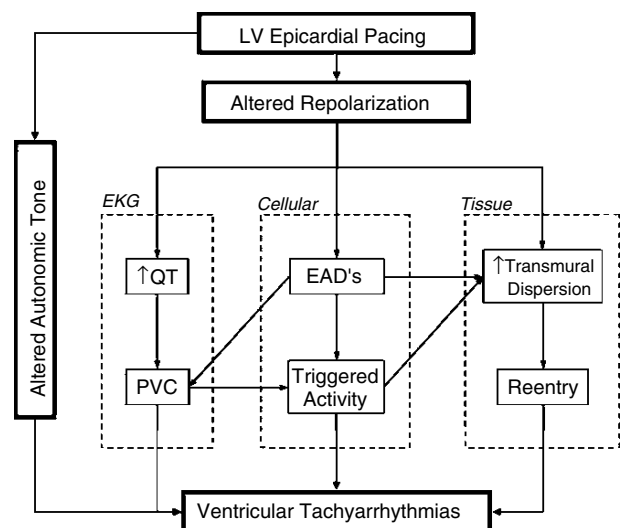 LV Epicardial Pacing
Altered Repolarization
Altered Autonomic Tone
EKG
Cellular
Tissue
↑QT
EAD's
↑Transmural
Dispersion
PVC
Triggered
Activity
Reentry
Ventricular Tachyarrhythmias